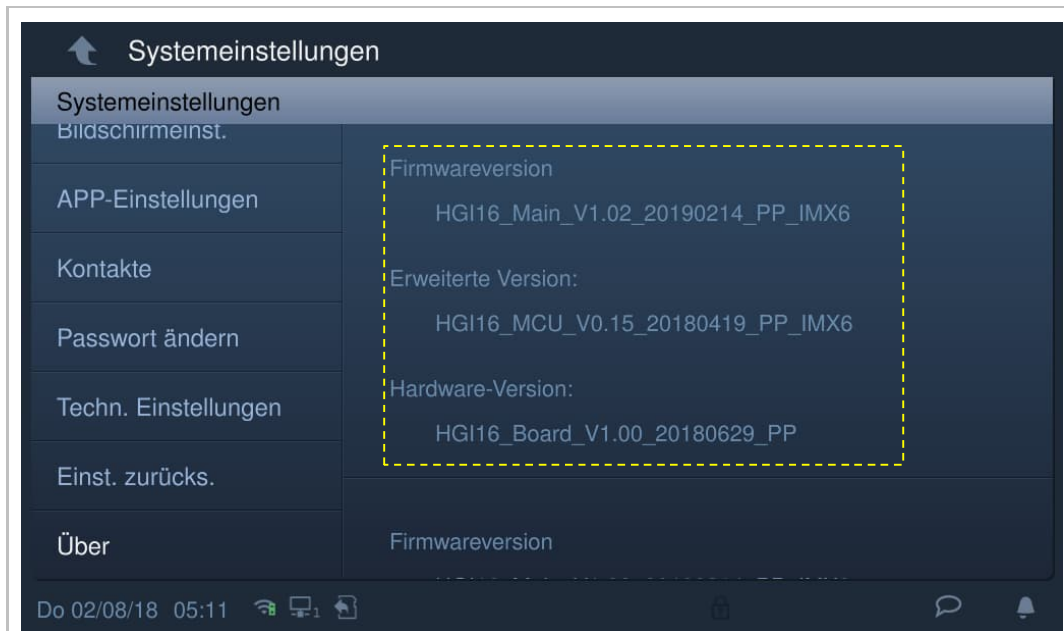 Systemeinstellungen
Systemeinstellungen
Bildschirmeinst.
APP-Einstellungen
Kontakte
Passwort ändern
Techn. Einstellungen
Einst. zurücks.
Über
Firmwareversion
HGI16_Main_V1.02_20190214_PP_IMX6
Erweiterte Version:
HGI16_MCU_V0.15_20180419_PP_IMX6
Hardware-Version:
HGI16_Board_V1.00_20180629_PP
Firmwareversion
Do 02/08/18 05:11 1